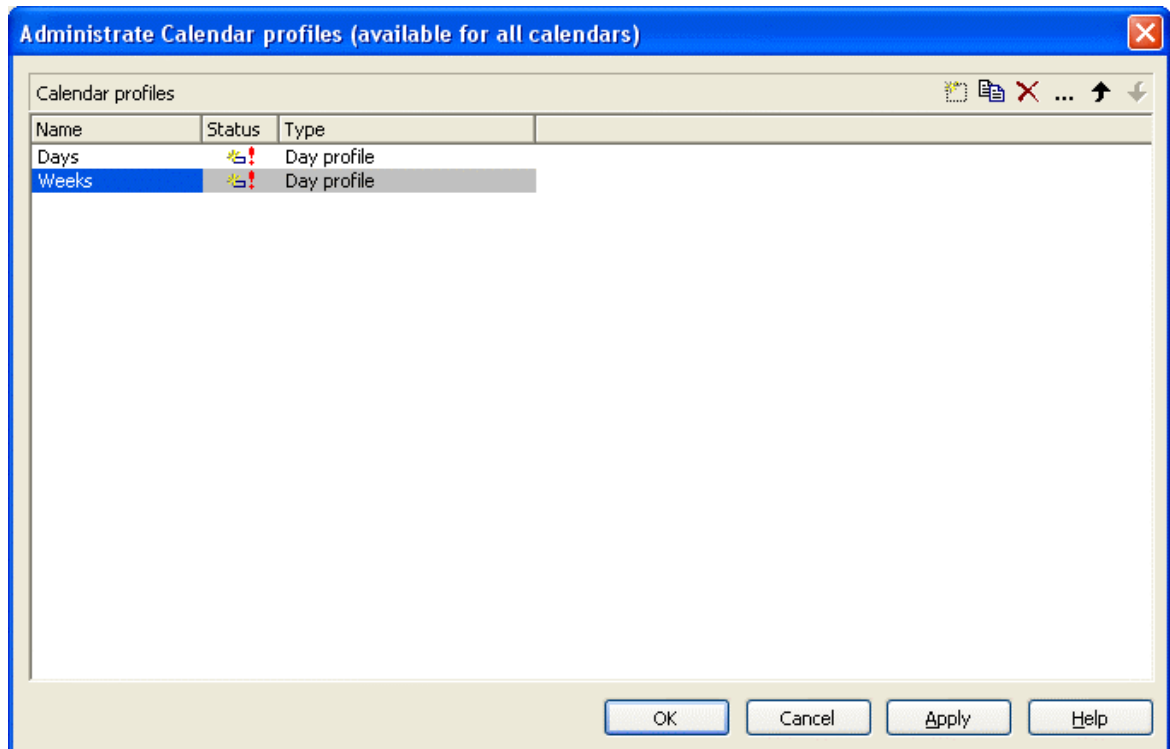 Administrate Calendar profiles (available for all calendars)
Calendar profiles
Name Status Type
Days Day profile
Weeks Day profile
OK Cancel Apply Help